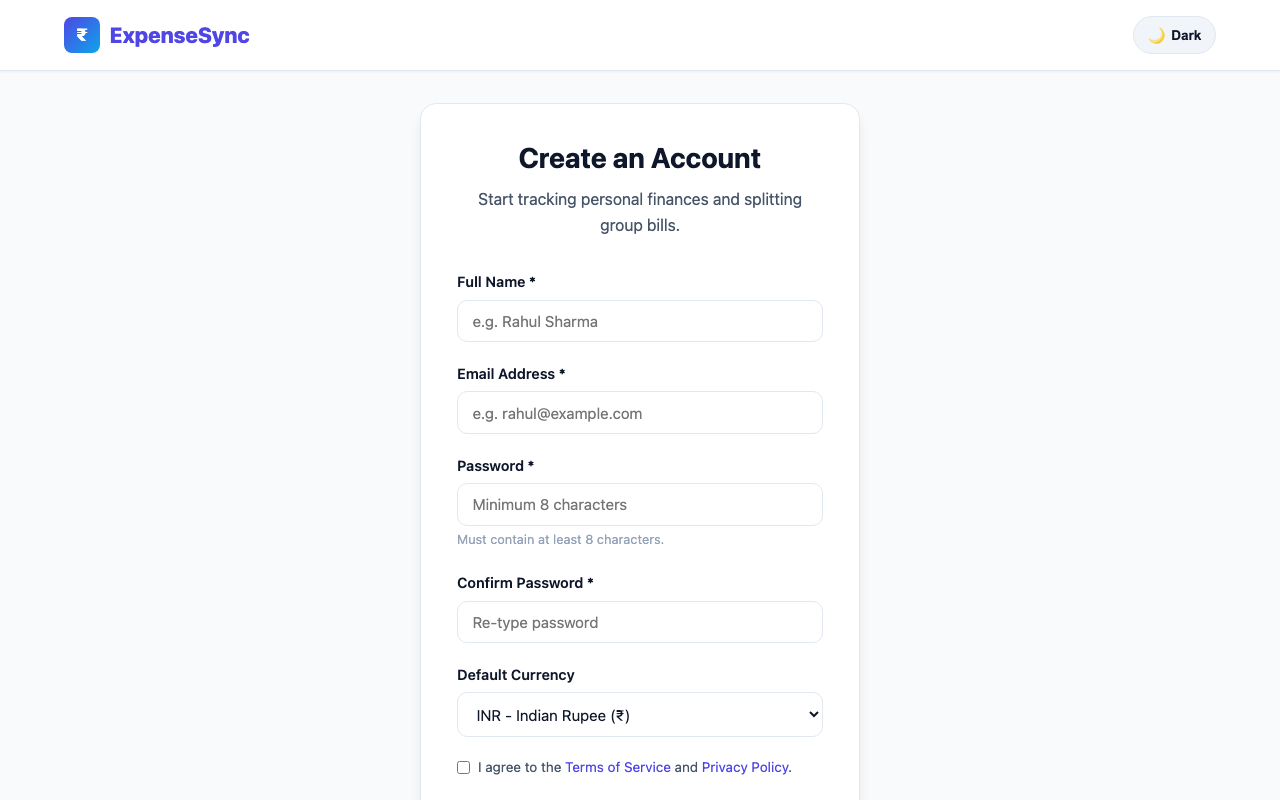 ₹ ExpenseSync
🌙 Dark
Create an Account
Start tracking personal finances and splitting
group bills.
Full Name *
e.g. Rahul Sharma
Email Address *
e.g. rahul@example.com
Password *
Minimum 8 characters
Must contain at least 8 characters.
Confirm Password *
Re-type password
Default Currency
INR - Indian Rupee (₹)
I agree to the Terms of Service and Privacy Policy.